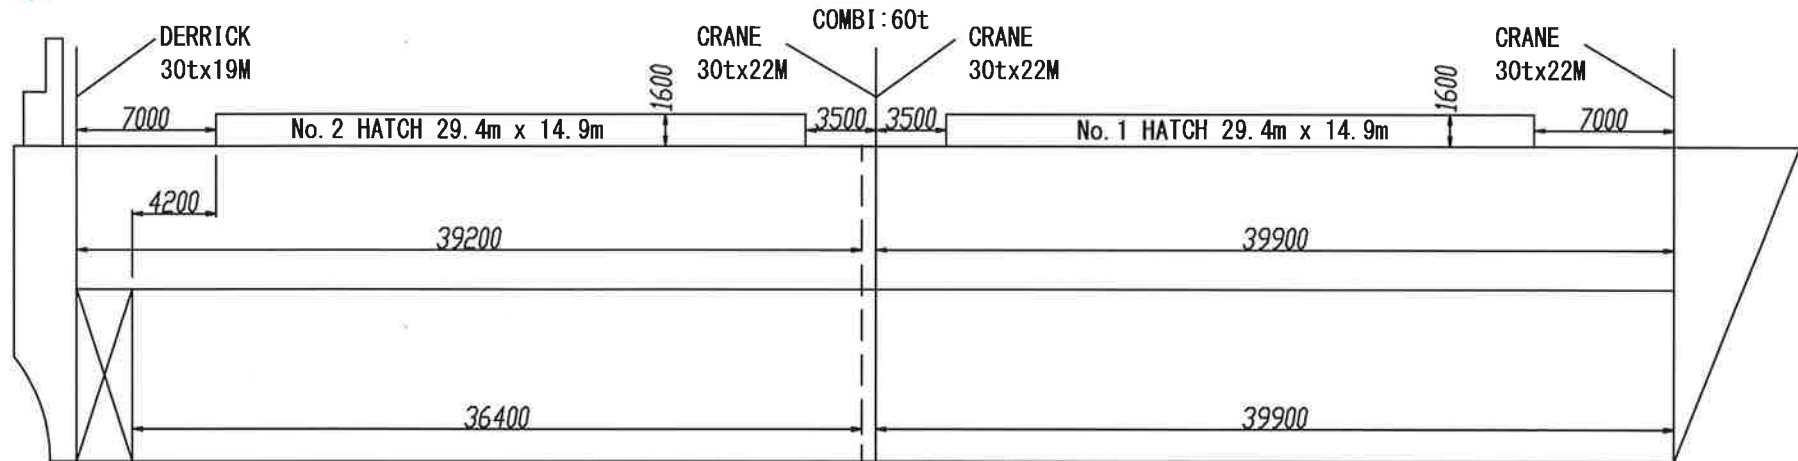 COMBI:60t
DERRICK
30tx19M
CRANE
30tx22M
CRANE
30tx22M
CRANE
30tx22M
7000
No.2 HATCH 29.4m x 14.9m
1600
3500
3500
No.1 HATCH 29.4m x 14.9m
1600
7000
4200
39200
39900
36400
39900